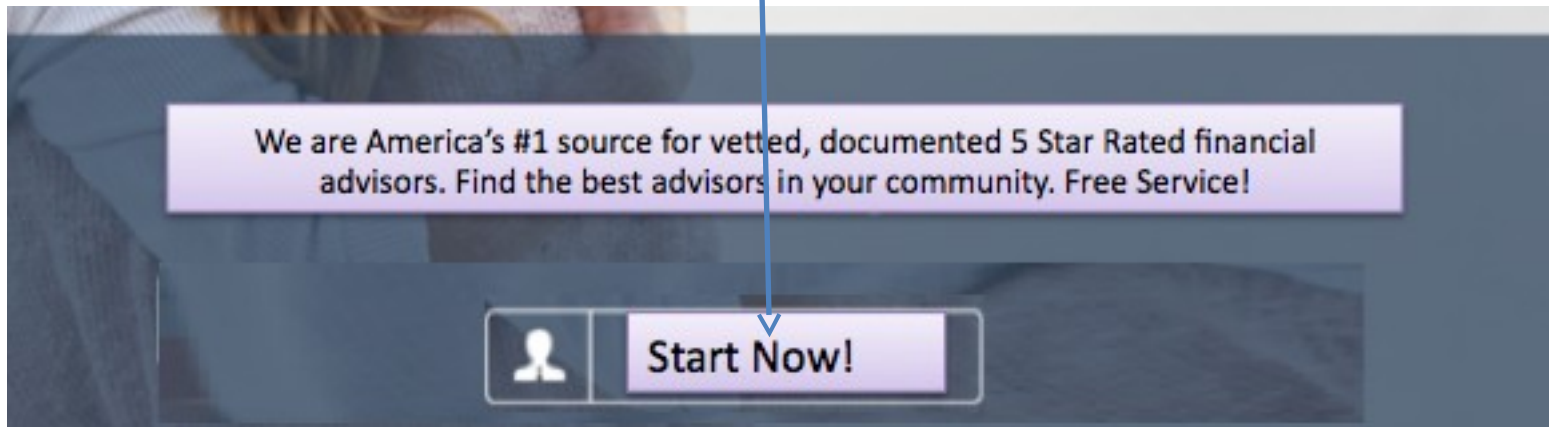 We are America’s #1 source for vetted, documented 5 Star Rated financial
advisors. Find the best advisors in your community. Free Service!
Start Now!